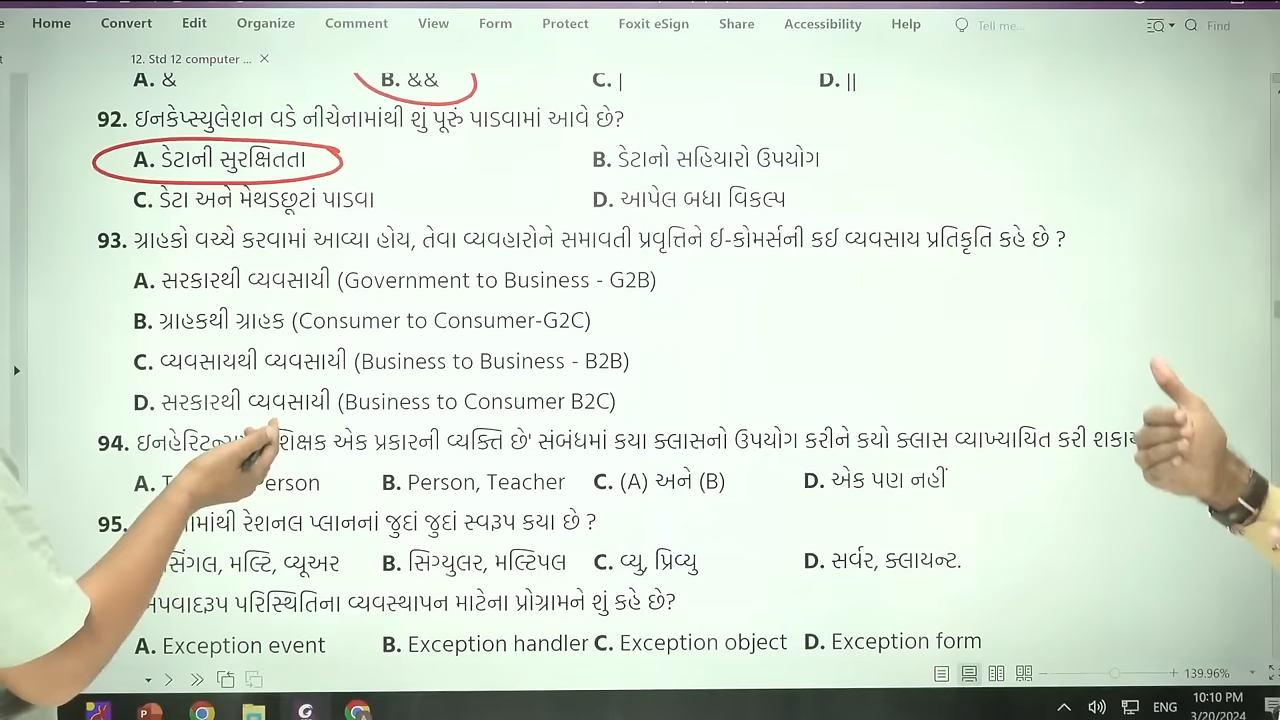 Home Convert Edit Organize Comment View Form Protect Foxit eSign Share Accessibility Help Tell me... Find
12. Std 12 computer ...
A. & B. && C. | D. ||
92. ઇનકેપ્સ્યુલેશન વડે નીચેનામાંથી શું પૂરું પાડવામાં આવે છે?
A. ડેટાની સુરક્ષિતતા B. ડેટાનો સહિયારો ઉપયોગ
C. ડેટા અને મેથડછૂટાં પાડવા D. આપેલ બધા વિકલ્પ
93. ગ્રાહકો વચ્ચે કરવામાં આવ્યા હોય, તેવા વ્યવહારોને સમાવતી પ્રવૃત્તિને ઈ-કોમર્સની કઈ વ્યવસાય પ્રતિકૃતિ કહે છે ?
A. સરકારથી વ્યવસાયી (Government to Business - G2B)
B. ગ્રાહકથી ગ્રાહક (Consumer to Consumer-G2C)
C. વ્યવસાયથી વ્યવસાયી (Business to Business - B2B)
D. સરકારથી વ્યવસાયી (Business to Consumer B2C)
94. શિક્ષક એક પ્રકારની વ્યક્તિ છે' સંબંધમાં કયા ક્લાસનો ઉપયોગ કરીને કયો ક્લાસ વ્યાખ્યાયિત કરી
A. B. Person, Teacher C. (A) અને (B) D. એક પણ નહીં
95. રેશનલ પ્લાનનાં જુદાં જુદાં સ્વરૂપ કયા છે ?
સિંગલ, મલ્ટિ, વ્યૂઅર B. સિગ્યુલર, મલ્ટિપલ C. વ્યુ, પ્રિવ્યુ D. સર્વર, ક્લાયન્ટ.
પરિસ્થિતિના વ્યવસ્થાપન માટેના પ્રોગ્રામને શું કહે છે?
A. Exception event B. Exception handler C. Exception object D. Exception form
139.96%
ENG 10:10 PM
3/20/2024